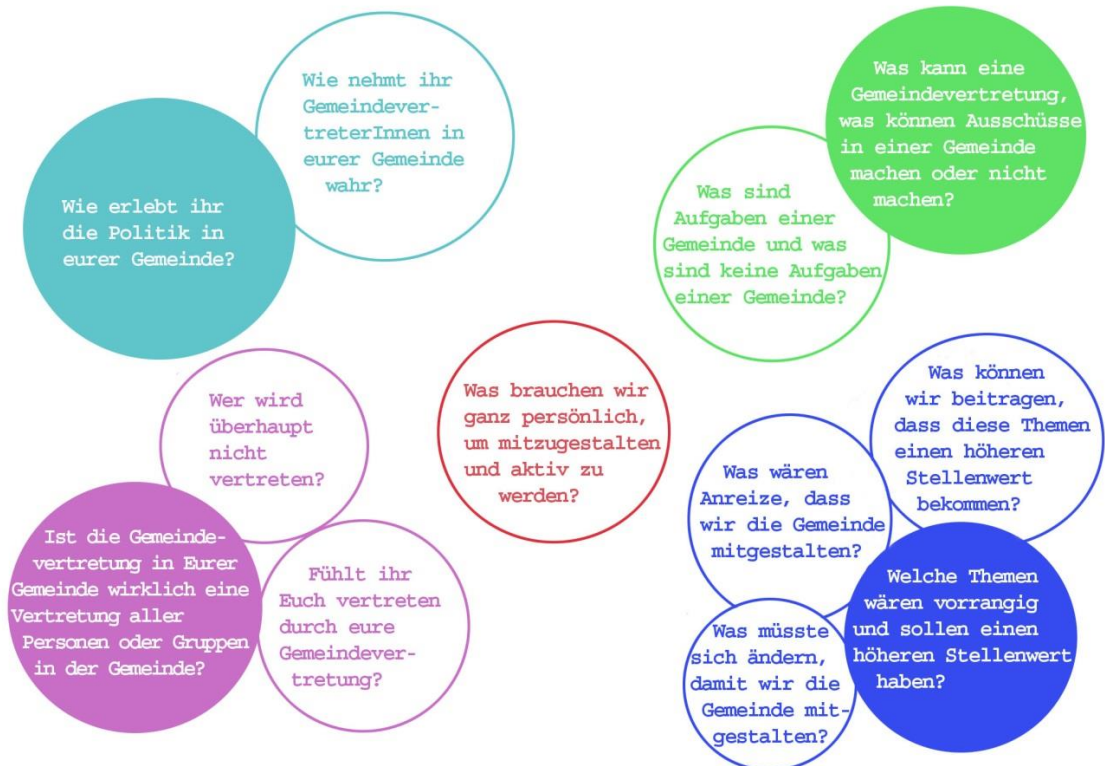 Wie erlebt ihr
die Politik in
eurer Gemeinde?
Wie nehmt ihr
Gemeindever-
treterInnen in
eurer Gemeinde
wahr?
Was sind
Aufgaben einer
Gemeinde und was
sind keine Aufgaben
einer Gemeinde?
Was kann eine
Gemeindevertretung,
was können Ausschüsse
in einer Gemeinde
machen oder nicht
machen?
Wer wird
überhaupt
nicht
vertreten?
Ist die Gemeinde-
vertretung in Eurer
Gemeinde wirklich eine
Vertretung aller
Personen oder Gruppen
in der Gemeinde?
Fühlt ihr
Euch vertreten
durch eure
Gemeindever-
tretung?
Was brauchen wir
ganz persönlich,
um mitzugestalten
und aktiv zu
werden?
Was wären
Anreize, dass
wir die Gemeinde
mitgestalten?
Was können
wir beitragen,
dass diese Themen
einen höheren
Stellenwert
bekommen?
Was müsste
sich ändern,
damit wir die
Gemeinde mit-
gestalten?
Welche Themen
wären vorrangig
und sollen einen
höheren Stellenwert
haben?